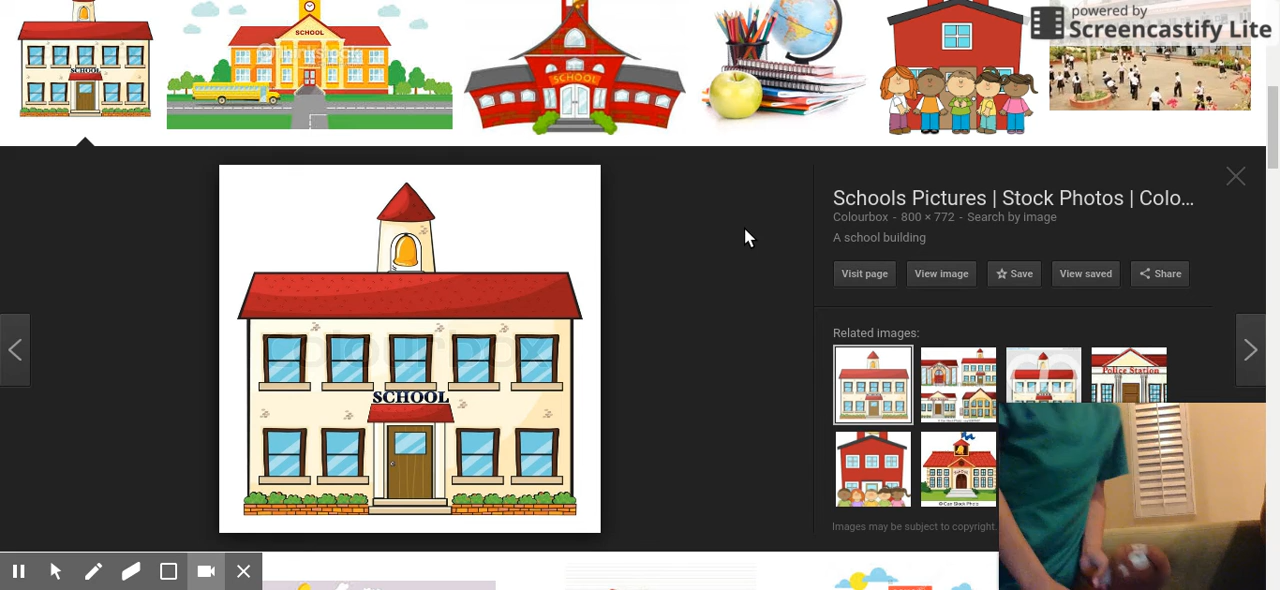 powered by
Screencastify Lite
SCHOOL
SCHOOL
SCHOOL
Schools Pictures | Stock Photos | Colo...
Colourbox - 800 × 772 - Search by image
A school building
Visit page
View image
Save
View saved
Share
Related images:
SCHOOL
Police Station
Images may be subject to copyright.